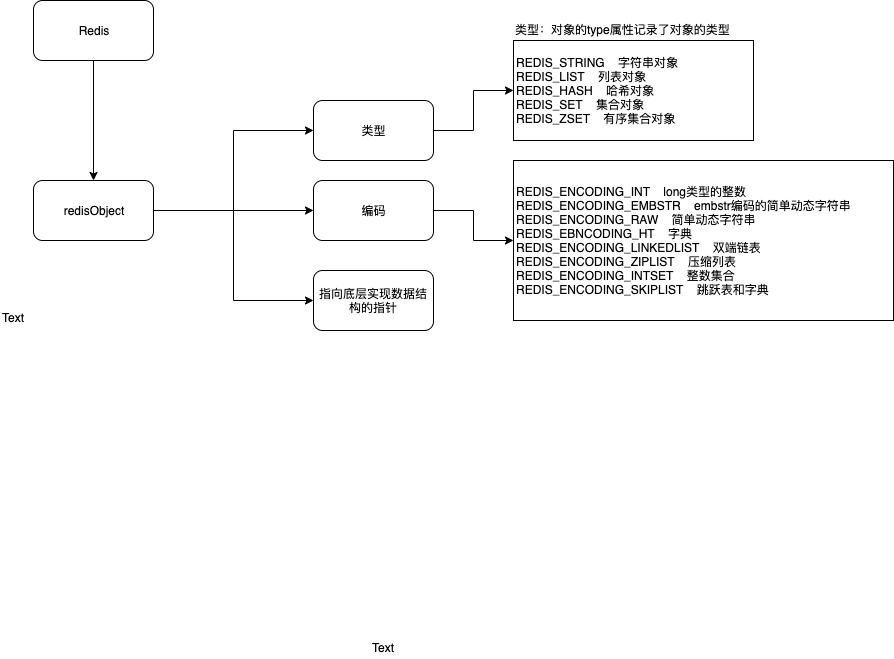 Redis
类型：对象的type属性记录了对象的类型
REDIS_STRING 字符串对象
REDIS_LIST 列表对象
REDIS_HASH 哈希对象
REDIS_SET 集合对象
REDIS_ZSET 有序集合对象
类型
redisObject
编码
REDIS_ENCODING_INT long类型的整数
REDIS_ENCODING_EMBSTR embstr编码的简单动态字符串
REDIS_ENCODING_RAW 简单动态字符串
REDIS_EBNCODING_HT 字典
REDIS_ENCODING_LINKEDLIST 双端链表
REDIS_ENCODING_ZIPLIST 压缩列表
REDIS_ENCODING_INTSET 整数集合
REDIS_ENCODING_SKIPLIST 跳跃表和字典
指向底层实现数据结
构的指针
Text
Text